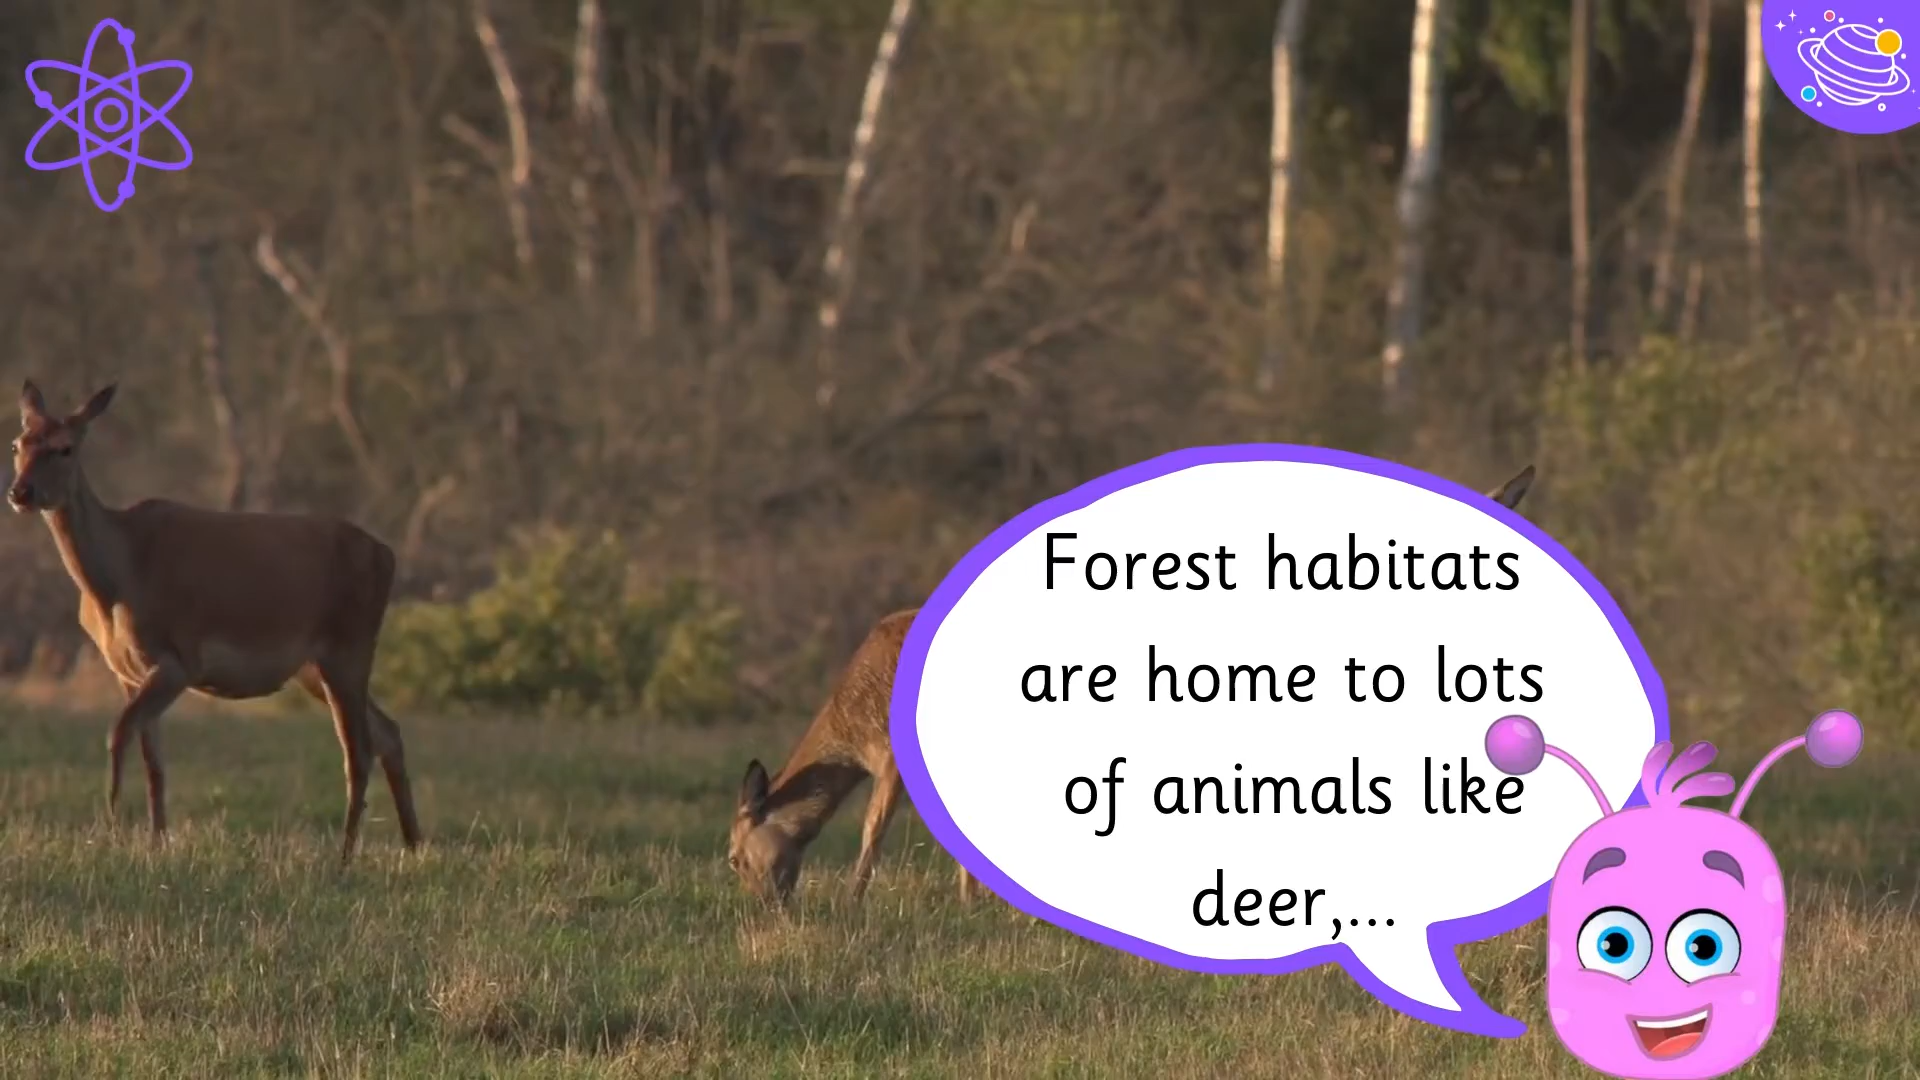 Forest habitats
are home to lots
of animals like
deer,...